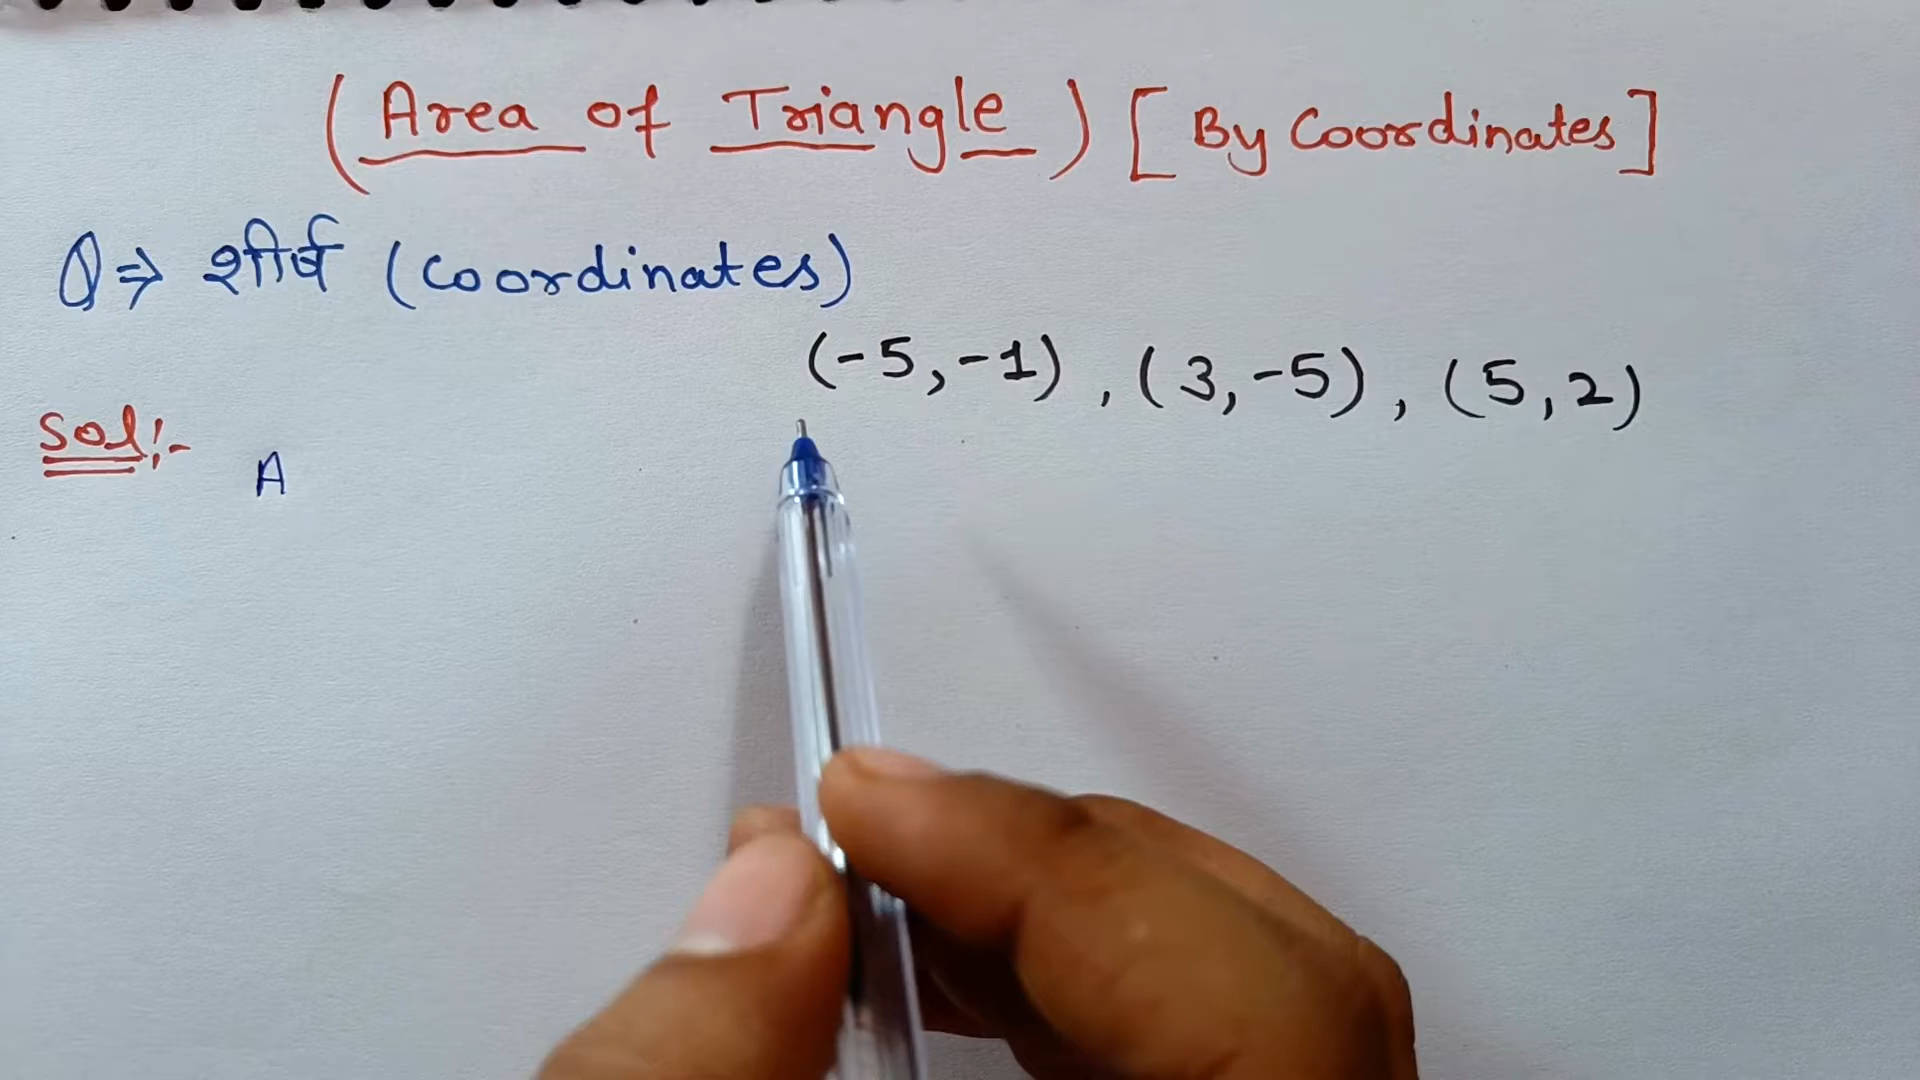 (Area of Triangle) [By Coordinates]
Q⇒ शीर्ष (Coordinates)
(-5,-1), (3,-5), (5,2)
Sol:-
A